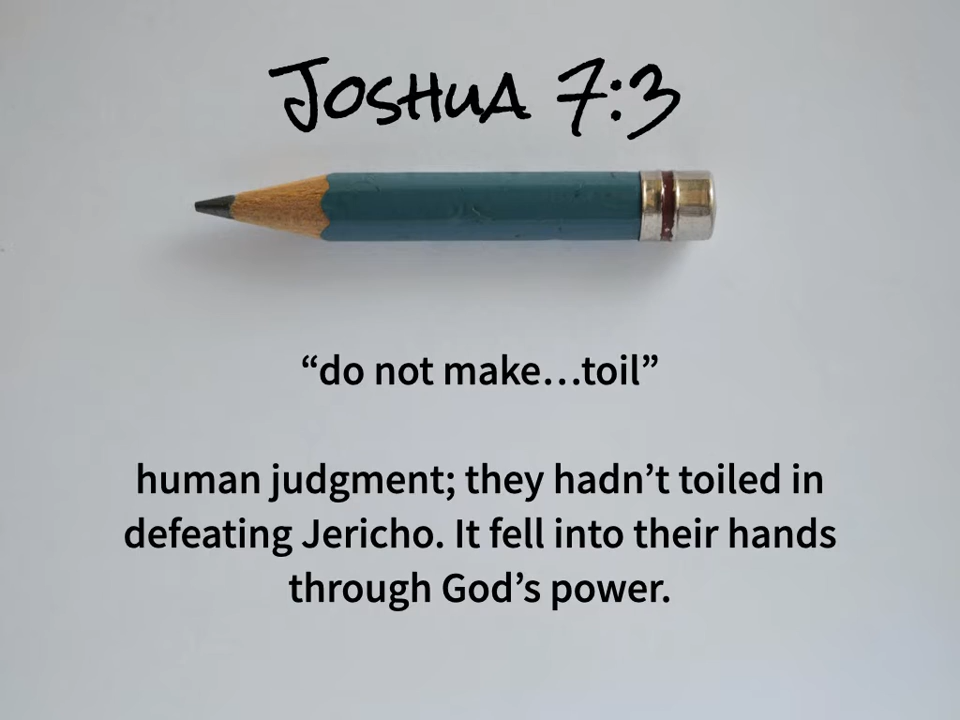 Joshua 7:3
“do not make...toil”
human judgment; they hadn’t toiled in
defeating Jericho. It fell into their hands
through God’s power.